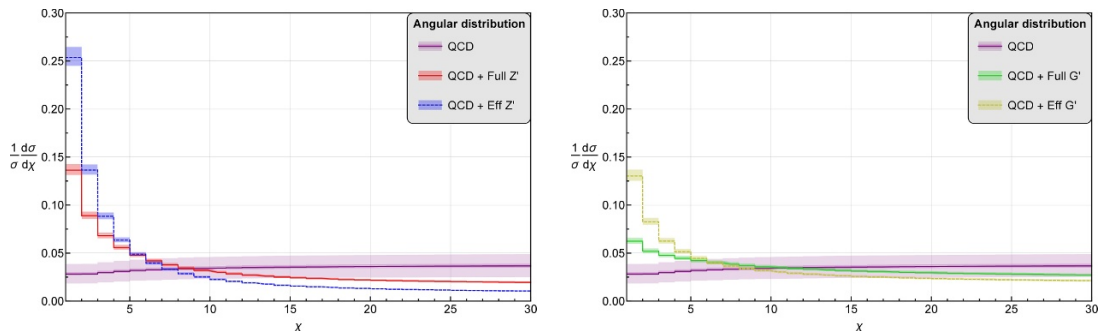 0.30
0.25
0.20
0.15
0.10
0.05
0.00
1 dσ
σ dχ
5
10
15
20
25
30
χ
Angular distribution
QCD
QCD + Full Z'
QCD + Eff Z'
0.30
0.25
0.20
0.15
0.10
0.05
0.00
1 dσ
σ dχ
5
10
15
20
25
30
χ
Angular distribution
QCD
QCD + Full G'
QCD + Eff G'